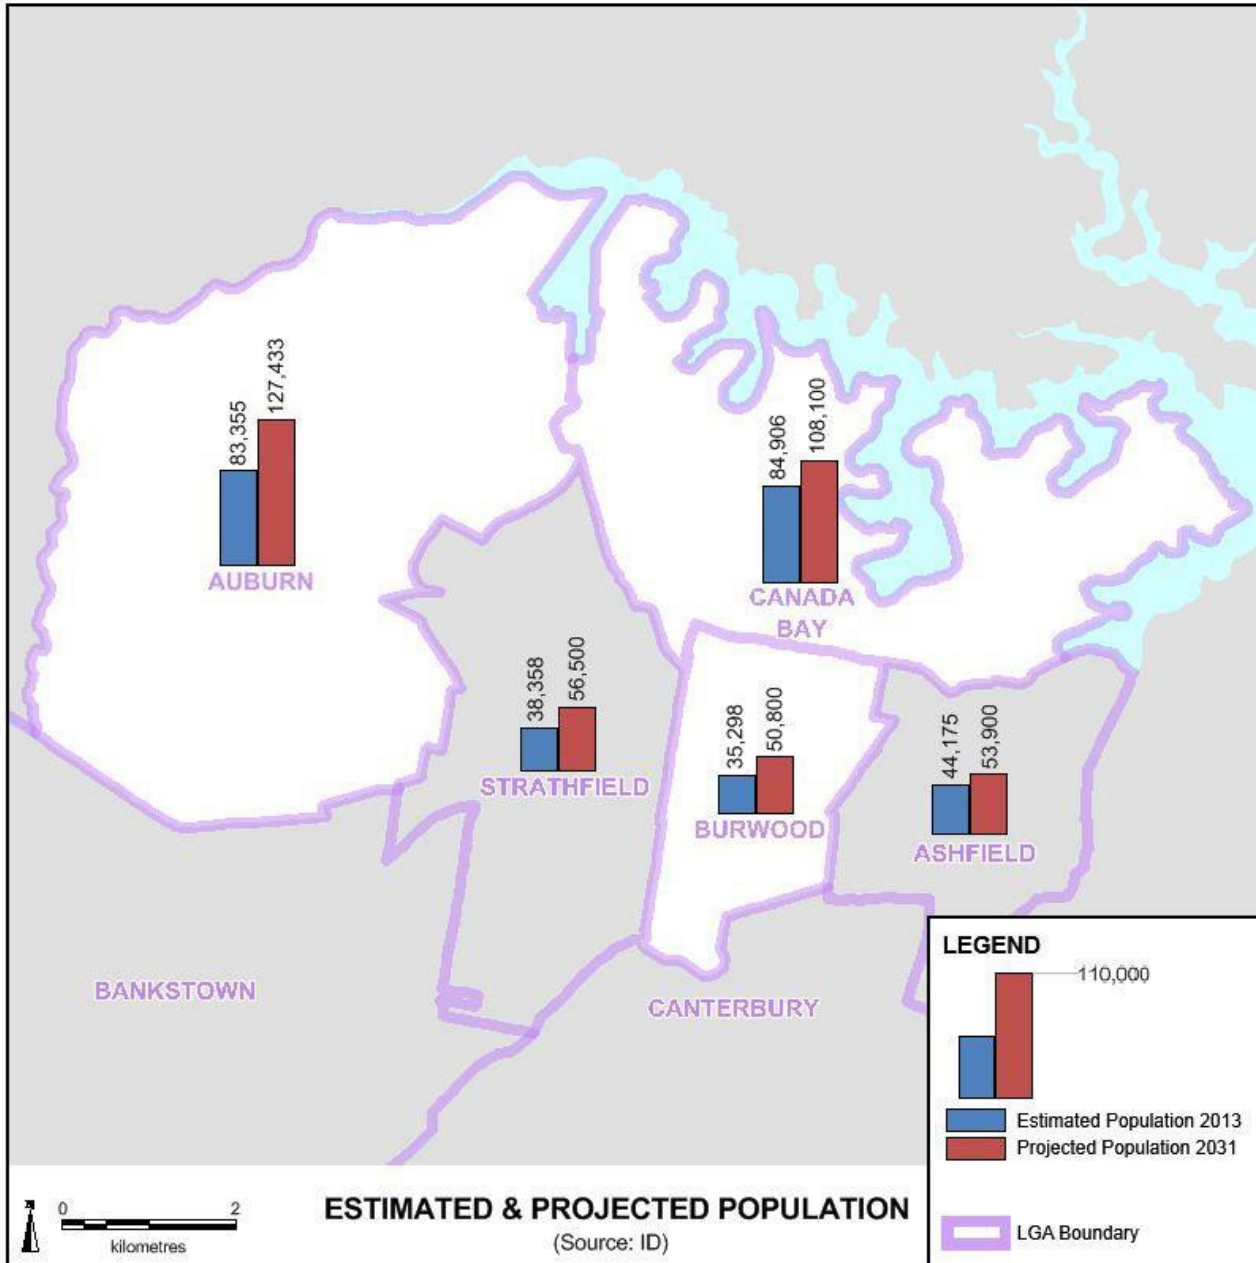 83,355
127,433
AUBURN
84,906
108,100
CANADA
BAY
38,358
56,500
STRATHFIELD
35,298
50,800
BURWOOD
44,175
53,900
ASHFIELD
BANKSTOWN
CANTERBURY
LEGEND
110,000
Estimated Population 2013
Projected Population 2031
LGA Boundary
N
0 2
kilometres
ESTIMATED & PROJECTED POPULATION
(Source: ID)